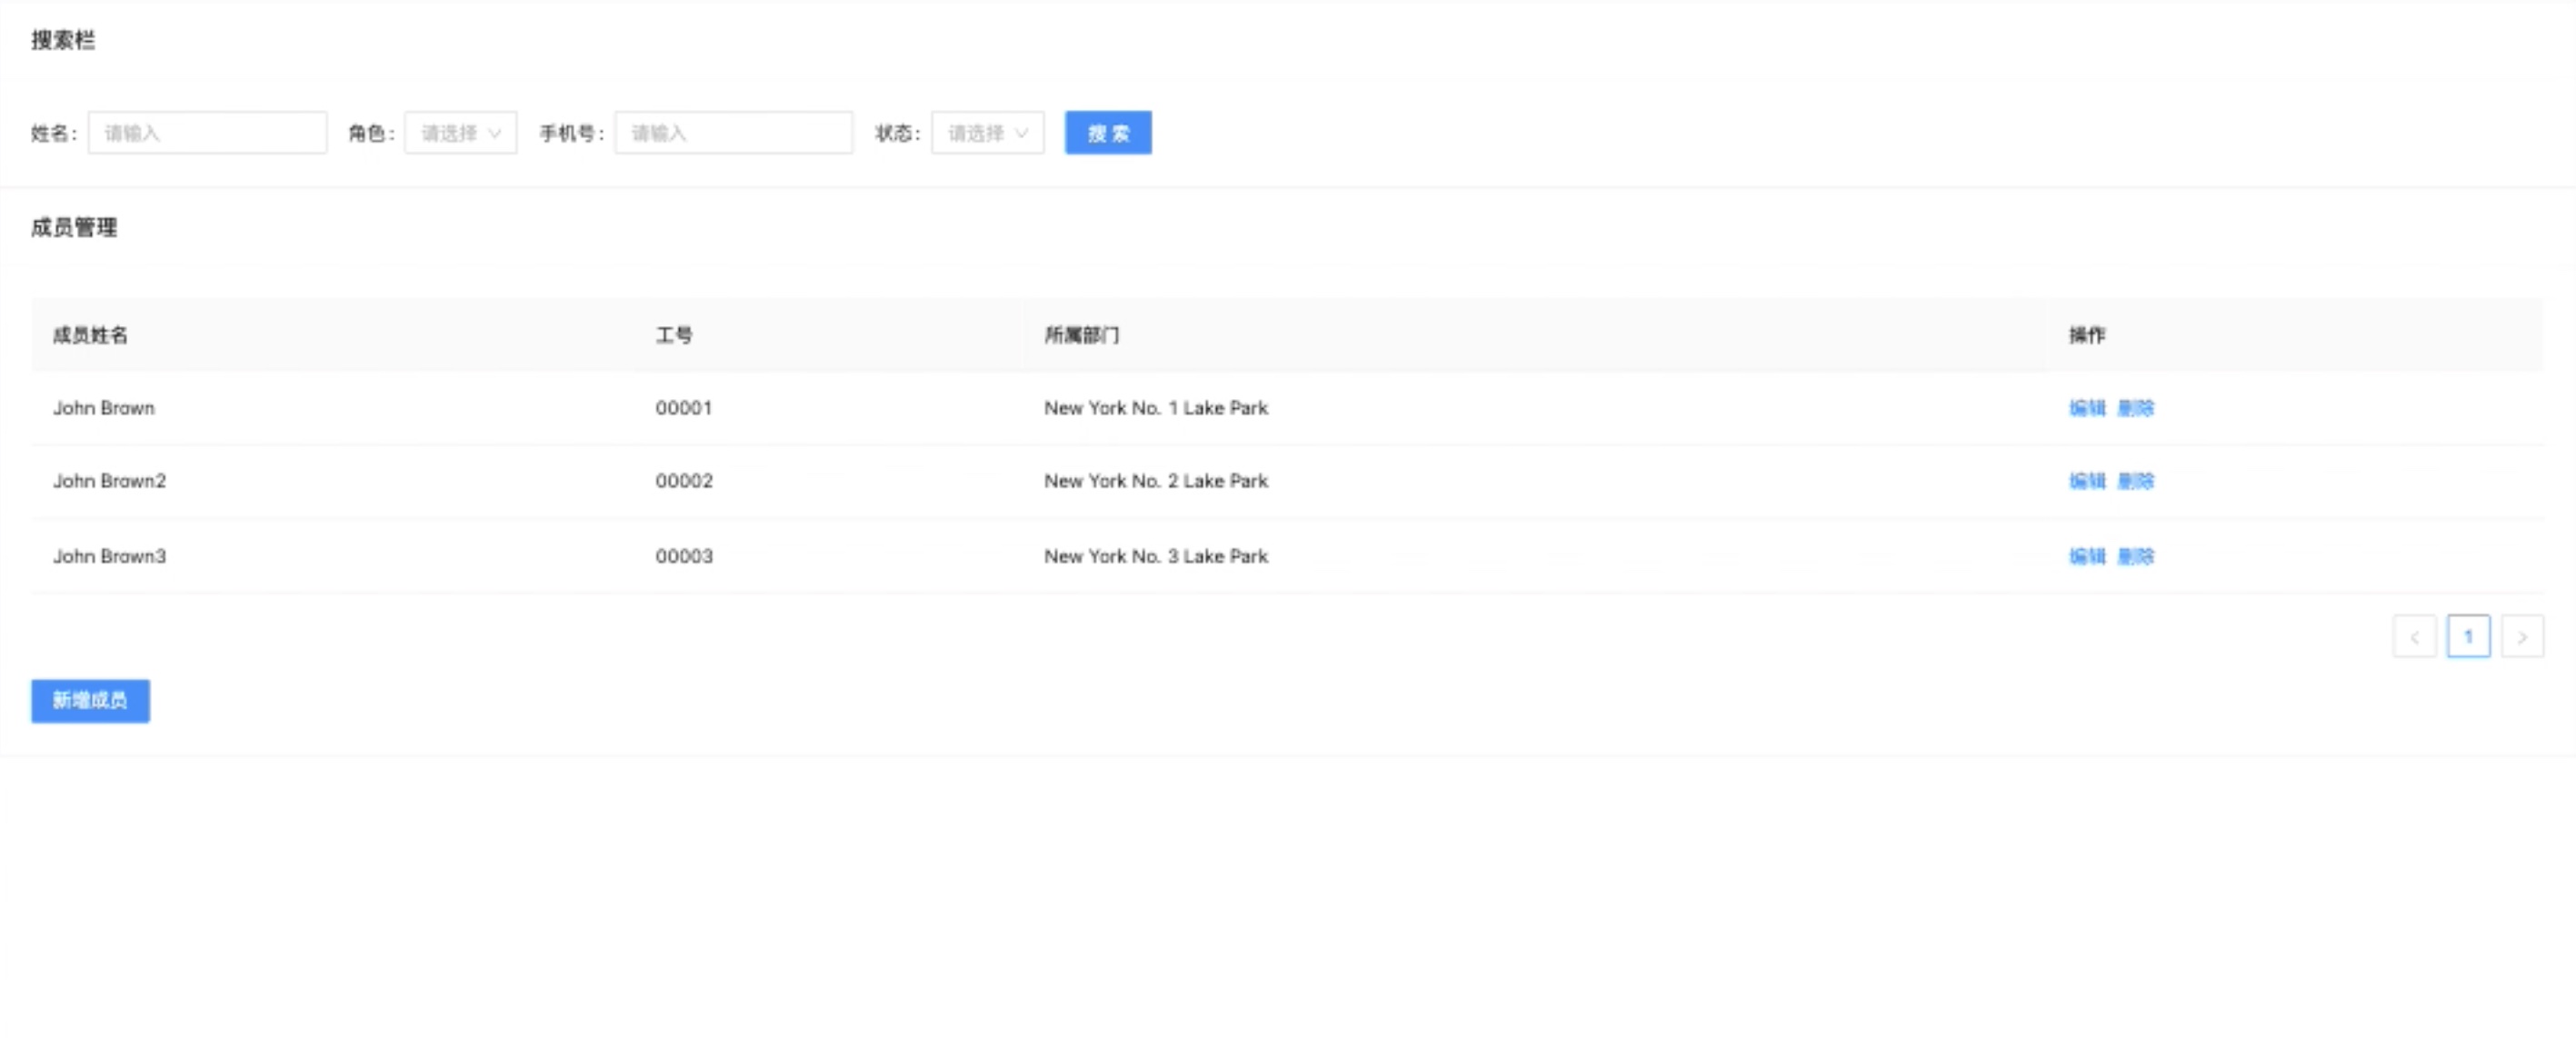 搜索栏
姓名: 请输入 角色: 请选择 手机号: 请输入 状态: 请选择 搜 索
成员管理
成员姓名 工号 所属部门 操作
John Brown 00001 New York No. 1 Lake Park 编辑 删除
John Brown2 00002 New York No. 2 Lake Park 编辑 删除
John Brown3 00003 New York No. 3 Lake Park 编辑 删除
< 1 >
新增成员